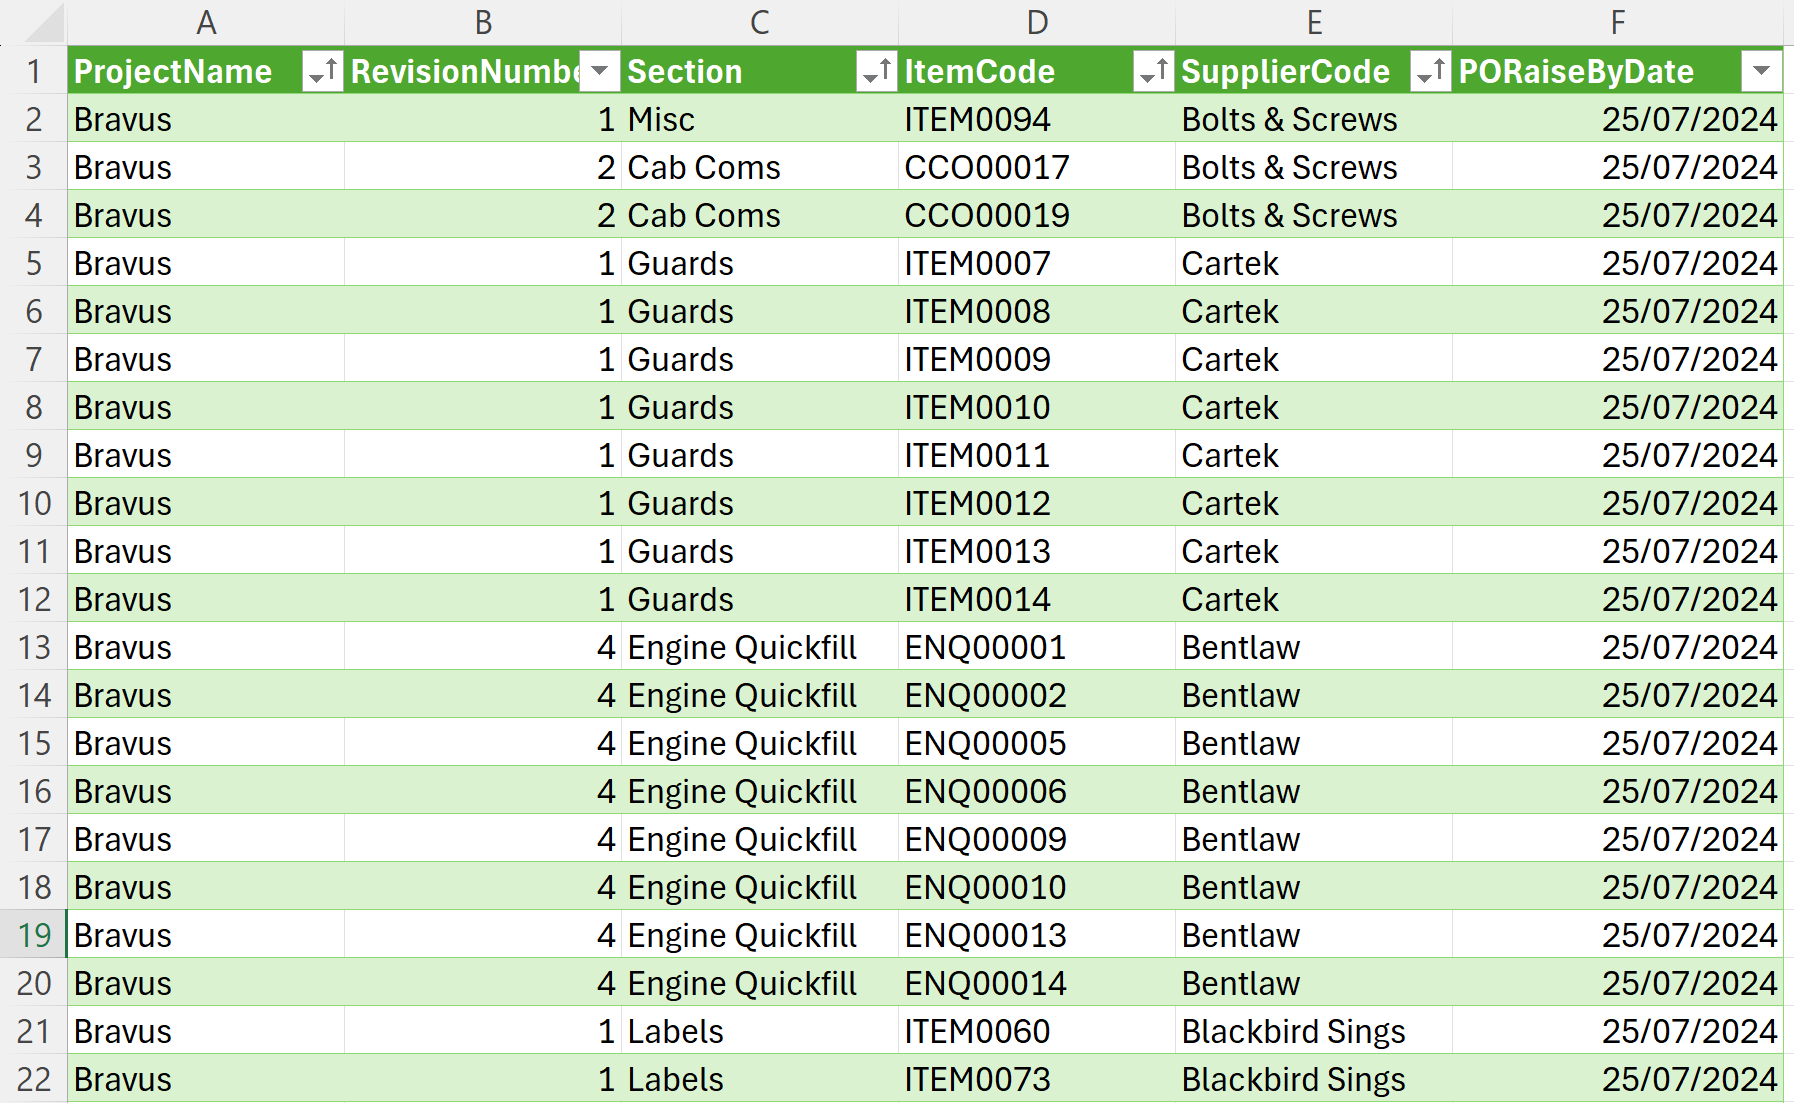 A B C D E F
1 ProjectName RevisionNumbe Section ItemCode SupplierCode PORaiseByDate
2 Bravus 1 Misc ITEM0094 Bolts & Screws 25/07/2024
3 Bravus 2 Cab Coms CCO00017 Bolts & Screws 25/07/2024
4 Bravus 2 Cab Coms CCO00019 Bolts & Screws 25/07/2024
5 Bravus 1 Guards ITEM0007 Cartek 25/07/2024
6 Bravus 1 Guards ITEM0008 Cartek 25/07/2024
7 Bravus 1 Guards ITEM0009 Cartek 25/07/2024
8 Bravus 1 Guards ITEM0010 Cartek 25/07/2024
9 Bravus 1 Guards ITEM0011 Cartek 25/07/2024
10 Bravus 1 Guards ITEM0012 Cartek 25/07/2024
11 Bravus 1 Guards ITEM0013 Cartek 25/07/2024
12 Bravus 1 Guards ITEM0014 Cartek 25/07/2024
13 Bravus 4 Engine Quickfill ENQ00001 Bentlaw 25/07/2024
14 Bravus 4 Engine Quickfill ENQ00002 Bentlaw 25/07/2024
15 Bravus 4 Engine Quickfill ENQ00005 Bentlaw 25/07/2024
16 Bravus 4 Engine Quickfill ENQ00006 Bentlaw 25/07/2024
17 Bravus 4 Engine Quickfill ENQ00009 Bentlaw 25/07/2024
18 Bravus 4 Engine Quickfill ENQ00010 Bentlaw 25/07/2024
19 Bravus 4 Engine Quickfill ENQ00013 Bentlaw 25/07/2024
20 Bravus 4 Engine Quickfill ENQ00014 Bentlaw 25/07/2024
21 Bravus 1 Labels ITEM0060 Blackbird Sings 25/07/2024
22 Bravus 1 Labels ITEM0073 Blackbird Sings 25/07/2024